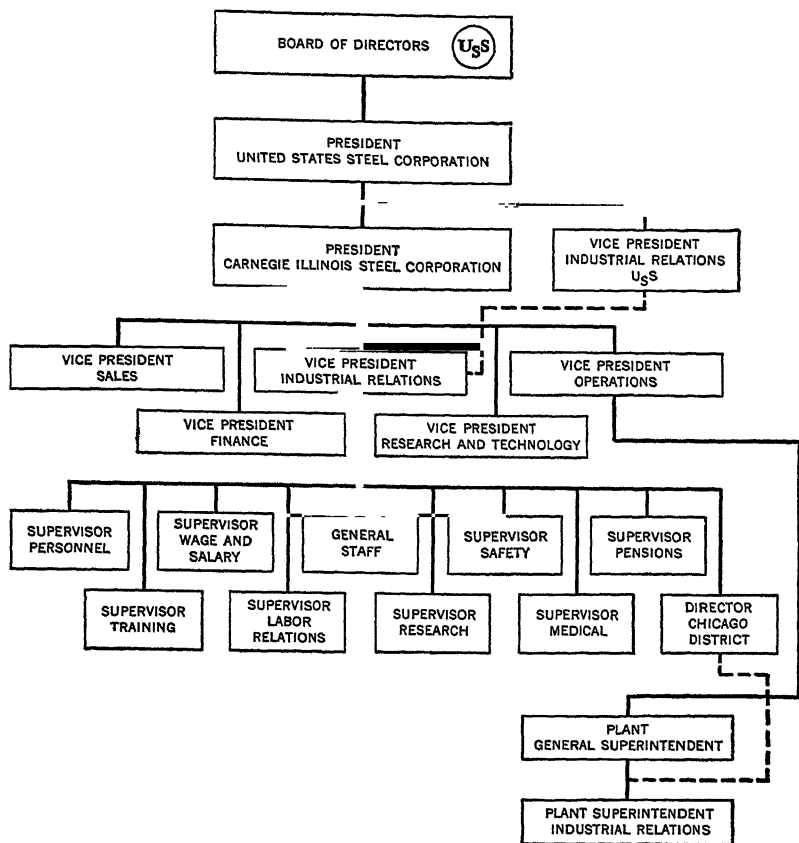 BOARD OF DIRECTORS
USS
PRESIDENT
UNITED STATES STEEL CORPORATION
PRESIDENT
CARNEGIE ILLINOIS STEEL CORPORATION
VICE PRESIDENT
INDUSTRIAL RELATIONS
USS
VICE PRESIDENT
SALES
VICE PRESIDENT
INDUSTRIAL RELATIONS
VICE PRESIDENT
OPERATIONS
VICE PRESIDENT
FINANCE
VICE PRESIDENT
RESEARCH AND TECHNOLOGY
SUPERVISOR
PERSONNEL
SUPERVISOR
WAGE AND
SALARY
GENERAL
STAFF
SUPERVISOR
SAFETY
SUPERVISOR
PENSIONS
SUPERVISOR
TRAINING
SUPERVISOR
LABOR
RELATIONS
SUPERVISOR
RESEARCH
SUPERVISOR
MEDICAL
DIRECTOR
CHICAGO
DISTRICT
PLANT
GENERAL SUPERINTENDENT
PLANT SUPERINTENDENT
INDUSTRIAL RELATIONS